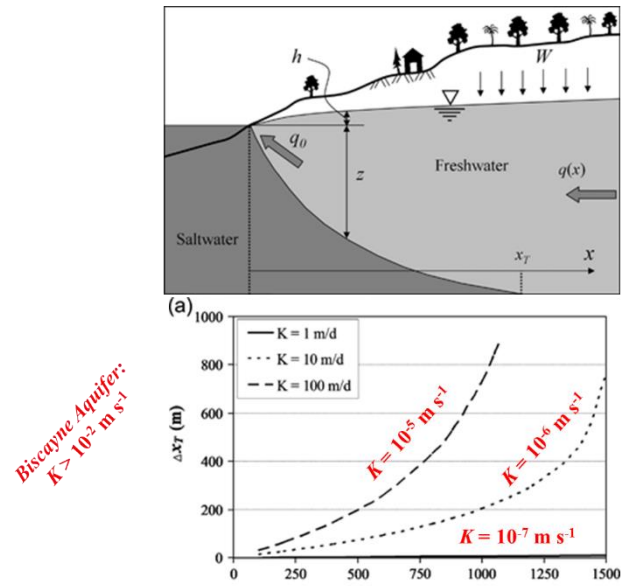 h
W
q0
z
Freshwater
q(x)
Saltwater
xT
x
(a)
1000
800
600
400
200
0
ΔxT (m)
K = 1 m/d
K = 10 m/d
K = 100 m/d
K = 10-5 m s-1
K = 10-6 m s-1
K = 10-7 m s-1
Biscayne Aquifer:
K > 10-2 m s-1
0 250 500 750 1000 1250 1500